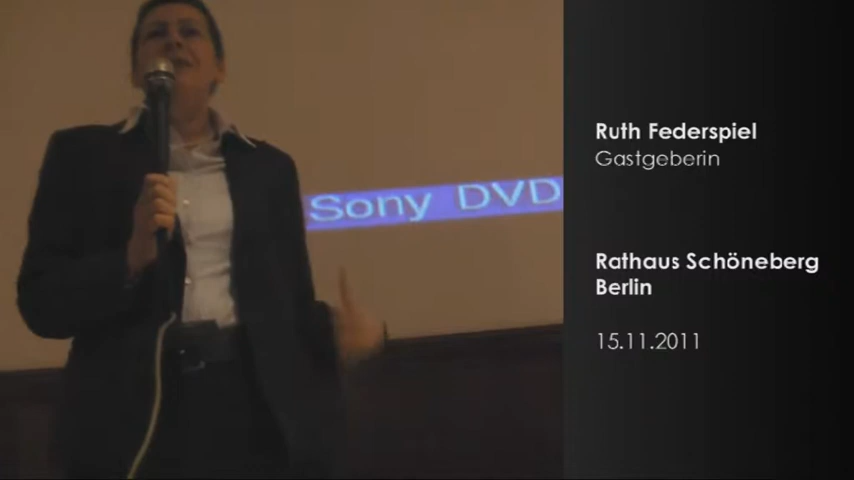 Sony DVD
Ruth Federspiel
Gastgeberin
Rathaus Schöneberg
Berlin
15.11.2011